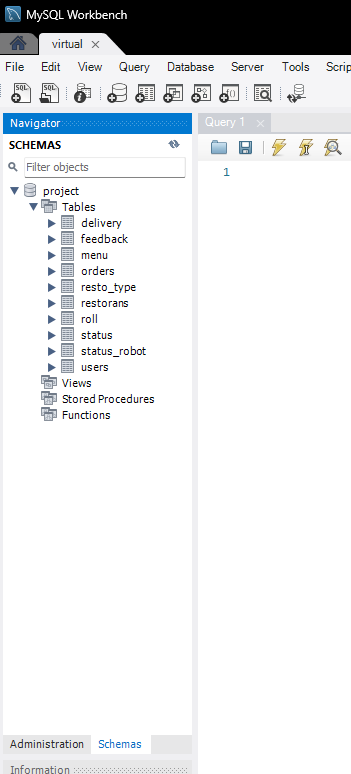 MySQL Workbench
virtual
File Edit View Query Database Server Tools Scrip
Navigator
Query 1
SCHEMAS
Filter objects
1
project
Tables
delivery
feedback
menu
orders
resto_type
restorans
roll
status
status_robot
users
Views
Stored Procedures
Functions
Administration Schemas
Information